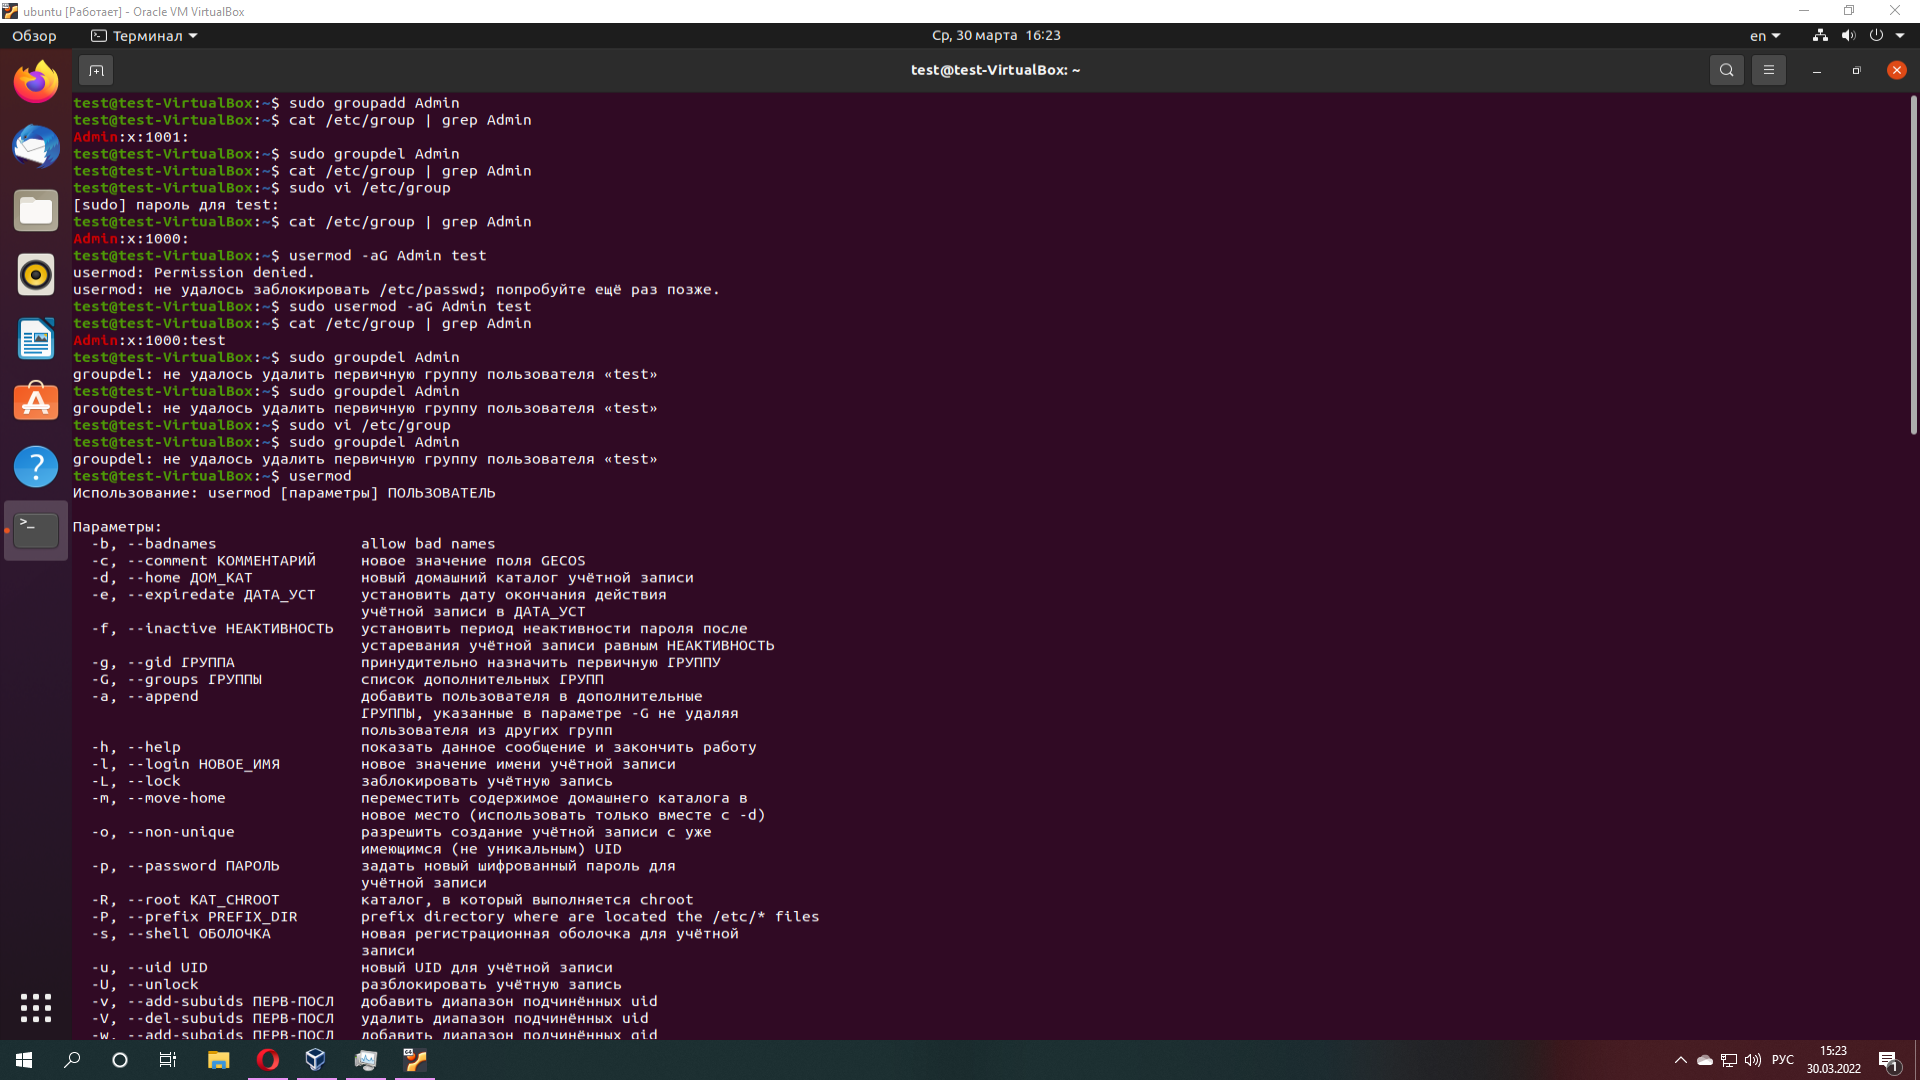 ubuntu [Работает] - Oracle VM VirtualBox
Обзор Терминал Ср, 30 марта 16:23 en
test@test-VirtualBox: ~
test@test-VirtualBox:~$ sudo groupadd Admin
test@test-VirtualBox:~$ cat /etc/group | grep Admin
Admin:x:1001:
test@test-VirtualBox:~$ sudo groupdel Admin
test@test-VirtualBox:~$ cat /etc/group | grep Admin
test@test-VirtualBox:~$ sudo vi /etc/group
[sudo] пароль для test:
test@test-VirtualBox:~$ cat /etc/group | grep Admin
Admin:x:1000:
test@test-VirtualBox:~$ usermod -aG Admin test
usermod: Permission denied.
usermod: не удалось заблокировать /etc/passwd; попробуйте ещё раз позже.
test@test-VirtualBox:~$ sudo usermod -aG Admin test
test@test-VirtualBox:~$ cat /etc/group | grep Admin
Admin:x:1000:test
test@test-VirtualBox:~$ sudo groupdel Admin
groupdel: не удалось удалить первичную группу пользователя «test»
test@test-VirtualBox:~$ sudo groupdel Admin
groupdel: не удалось удалить первичную группу пользователя «test»
test@test-VirtualBox:~$ sudo vi /etc/group
test@test-VirtualBox:~$ sudo groupdel Admin
groupdel: не удалось удалить первичную группу пользователя «test»
test@test-VirtualBox:~$ usermod
Использование: usermod [параметры] ПОЛЬЗОВАТЕЛЬ
Параметры:
-b, --badnames allow bad names
-c, --comment КОММЕНТАРИЙ новое значение поля GECOS
-d, --home ДОМ_КАТ новый домашний каталог учётной записи
-e, --expiredate ДАТА_УСТ установить дату окончания действия
учётной записи в ДАТА_УСТ
-f, --inactive НЕАКТИВНОСТЬ установить период неактивности пароля после
устаревания учётной записи равным НЕАКТИВНОСТЬ
-g, --gid ГРУППА принудительно назначить первичную ГРУППУ
-G, --groups ГРУППЫ список дополнительных ГРУПП
-a, --append добавить пользователя в дополнительные
ГРУППЫ, указанные в параметре -G не удаляя
пользователя из других групп
-h, --help показать данное сообщение и закончить работу
-l, --login НОВОЕ_ИМЯ новое значение имени учётной записи
-L, --lock заблокировать учётную запись
-m, --move-home переместить содержимое домашнего каталога в
новое место (использовать только вместе с -d)
-o, --non-unique разрешить создание учётной записи с уже
имеющимся (не уникальным) UID
-p, --password ПАРОЛЬ задать новый шифрованный пароль для
учётной записи
-R, --root КАТ_CHROOT каталог, в который выполняется chroot
-P, --prefix PREFIX_DIR prefix directory where are located the /etc/* files
-s, --shell ОБОЛОЧКА новая регистрационная оболочка для учётной
записи
-u, --uid UID новый UID для учётной записи
-U, --unlock разблокировать учётную запись
-v, --add-subuids ПЕРВ-ПОСЛ добавить диапазон подчинённых uid
-V, --del-subuids ПЕРВ-ПОСЛ удалить диапазон подчинённых uid
-w, --add-subgids ПЕРВ-ПОСЛ добавить диапазон подчинённых gid
РУС
15:23
30.03.2022
1